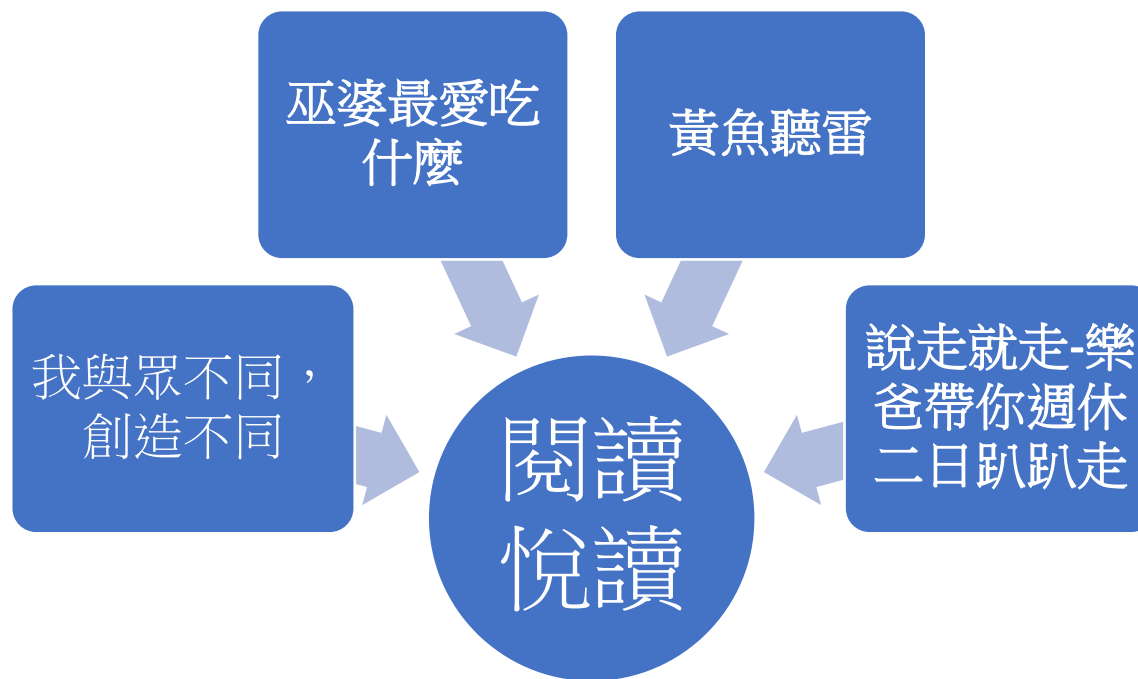 巫婆最愛吃
什麼
黃魚聽雷
我與眾不同，
創造不同
說走就走-樂
爸帶你週休
二日趴趴走
閱讀
悅讀